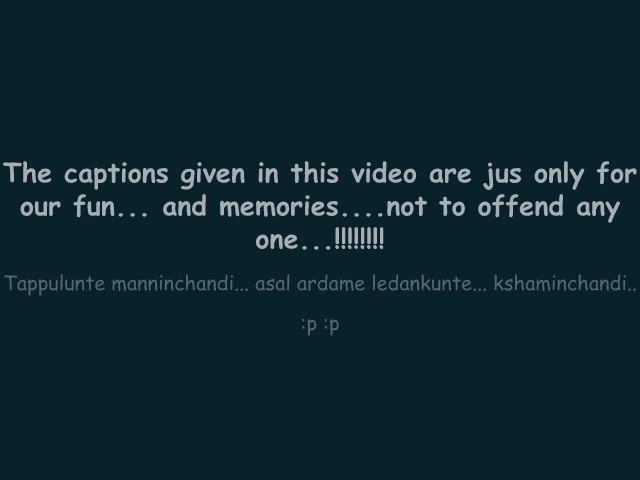 The captions given in this video are jus only for
our fun... and memories....not to offend any
one...!!!!!!!!
Tappulunte manninchandi... asal ardame ledankunte... kshaminchandi..
:p :p